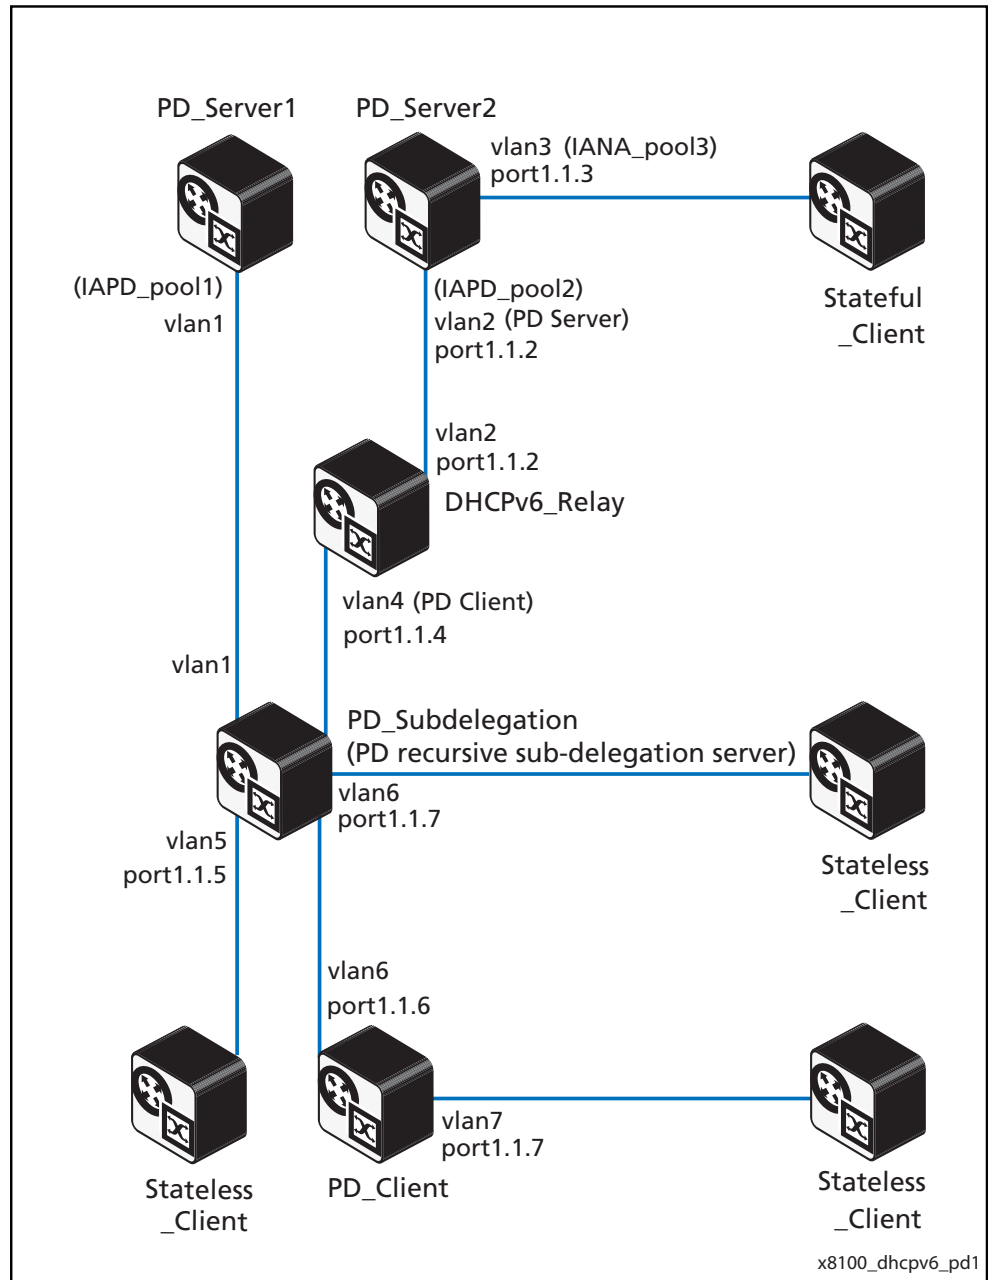 PD_Server1
PD_Server2
vlan3 (IANA_pool3)
port1.1.3
(IAPD_pool1)
vlan1
(IAPD_pool2)
vlan2 (PD Server)
port1.1.2
Stateful
_Client
vlan2
port1.1.2
DHCPv6_Relay
vlan4 (PD Client)
port1.1.4
vlan1
PD_Subdelegation
(PD recursive sub-delegation server)
vlan6
port1.1.7
vlan5
port1.1.5
Stateless
_Client
vlan6
port1.1.6
vlan7
port1.1.7
Stateless
_Client
PD_Client
Stateless
_Client
x8100_dhcpv6_pd1